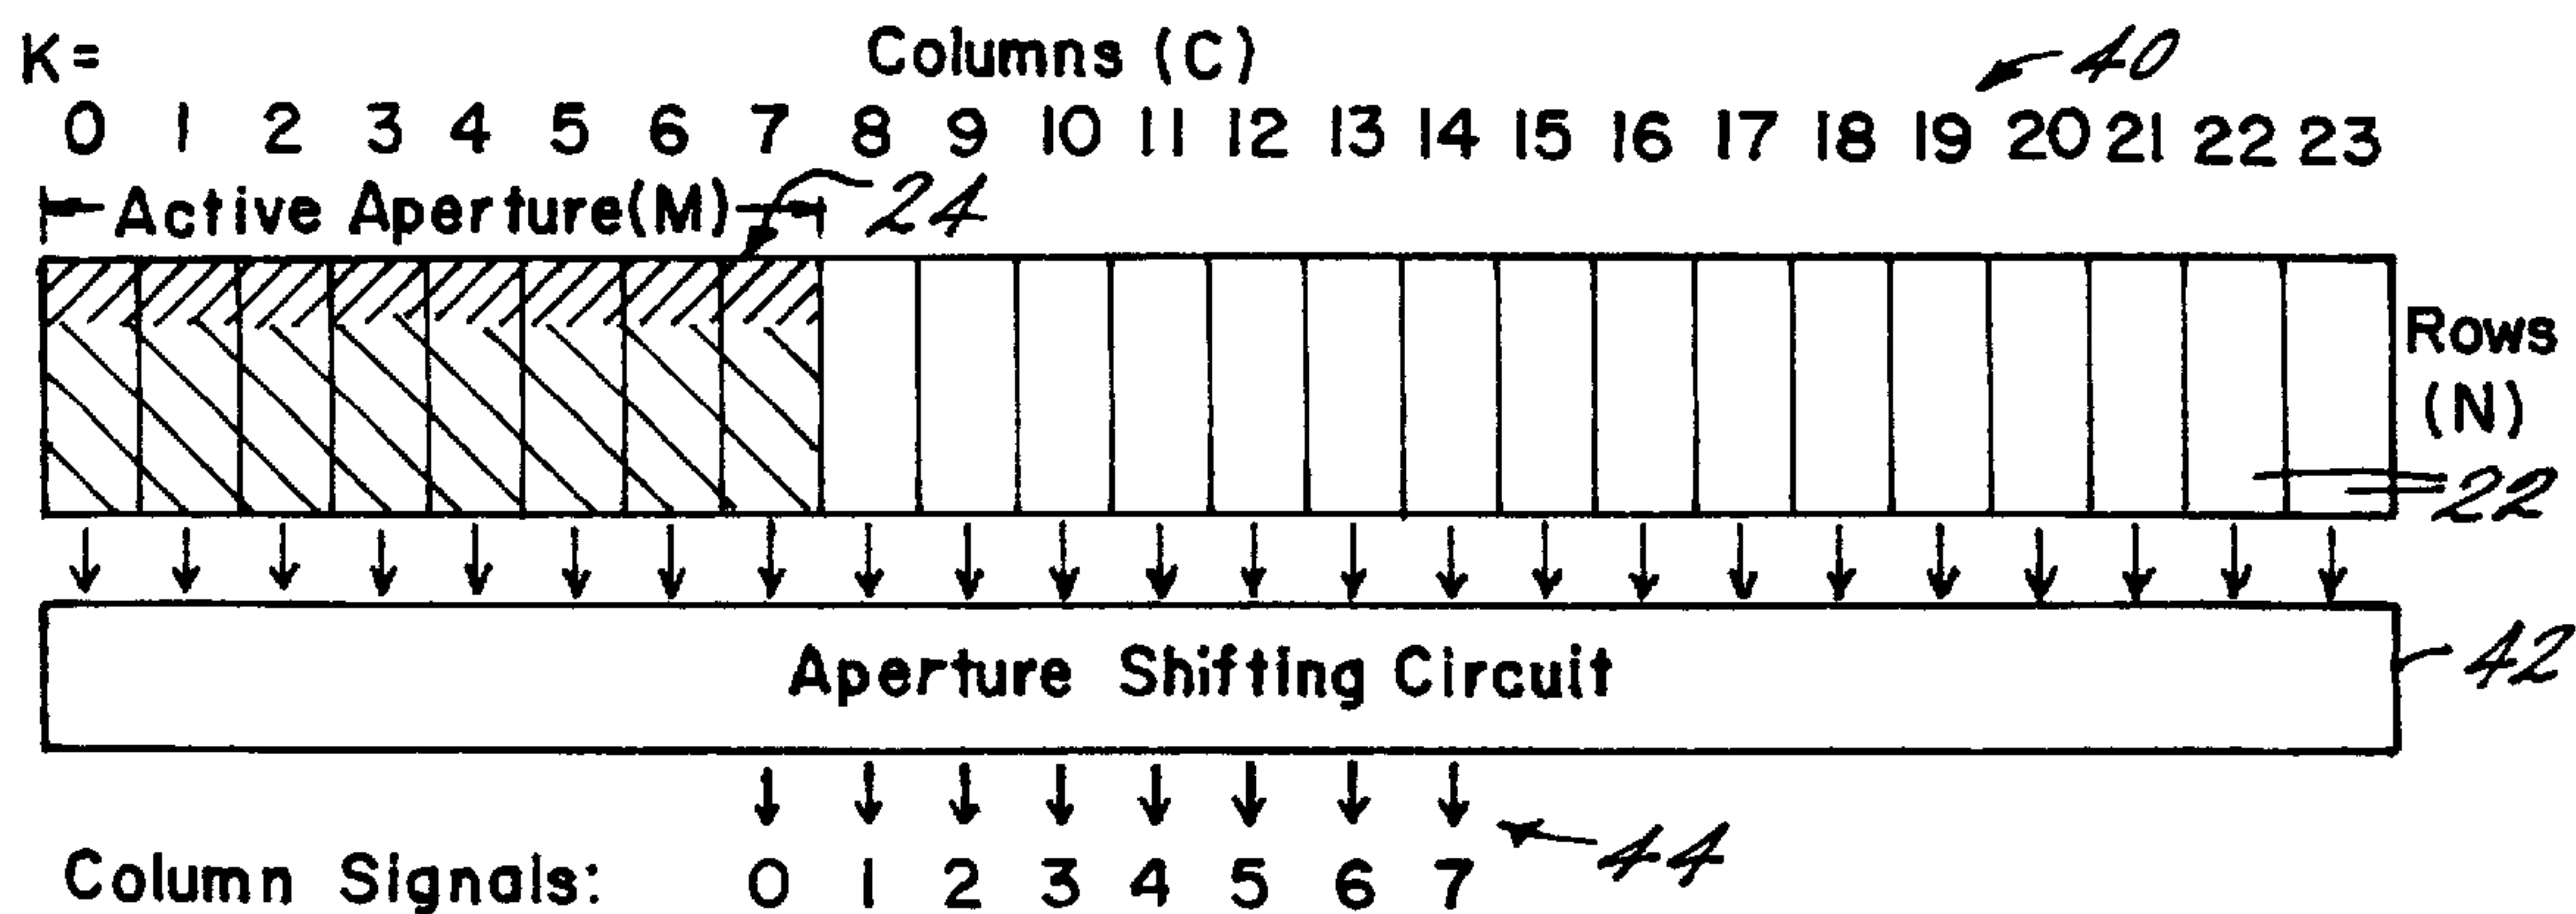 K=
Columns (C)
40
0 1 2 3 4 5 6 7 8 9 10 11 12 13 14 15 16 17 18 19 20 21 22 23
Active Aperture(M)
24
Rows
(N)
22
Aperture Shifting Circuit
42
44
Column Signals: 0 1 2 3 4 5 6 7